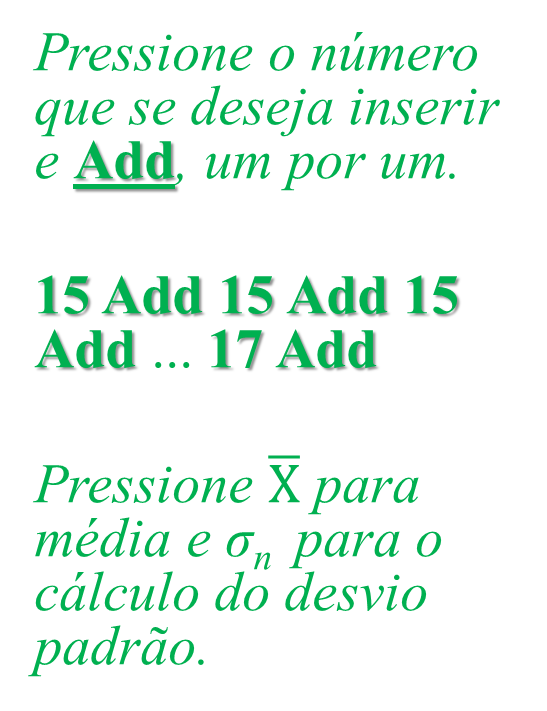 Pressione o número
que se deseja inserir
e Add, um por um.
15 Add 15 Add 15
Add ... 17 Add
Pressione X̅ para
média e σₙ para o
cálculo do desvio
padrão.